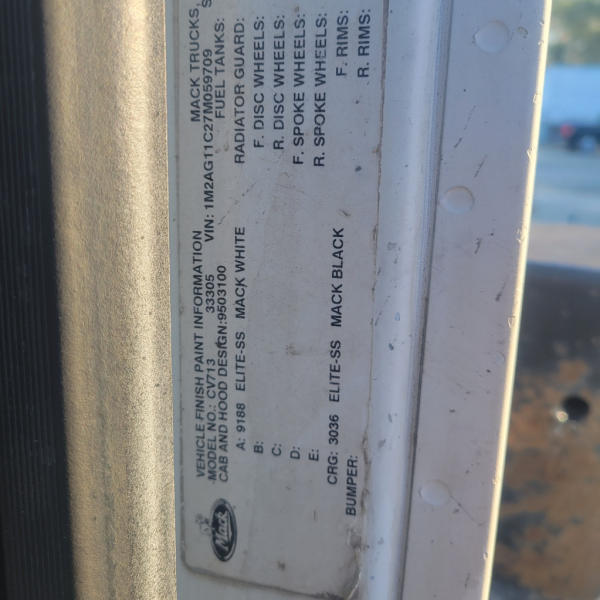 VEHICLE FINISH PAINT INFORMATION MACK TRUCKS,
MODEL NO.: CV713 33305 VIN: 1M2AG11C27M059709
CAB AND HOOD DESIGN:9503100 FUEL TANKS:
A: 9188 ELITE-SS MACK WHITE RADIATOR GUARD:
B: F. DISC WHEELS:
C: R. DISC WHEELS:
D: F. SPOKE WHEELS:
E: R. SPOKE WHEELS:
CRG: 3036 ELITE-SS MACK BLACK F. RIMS:
BUMPER: R. RIMS:
Mack